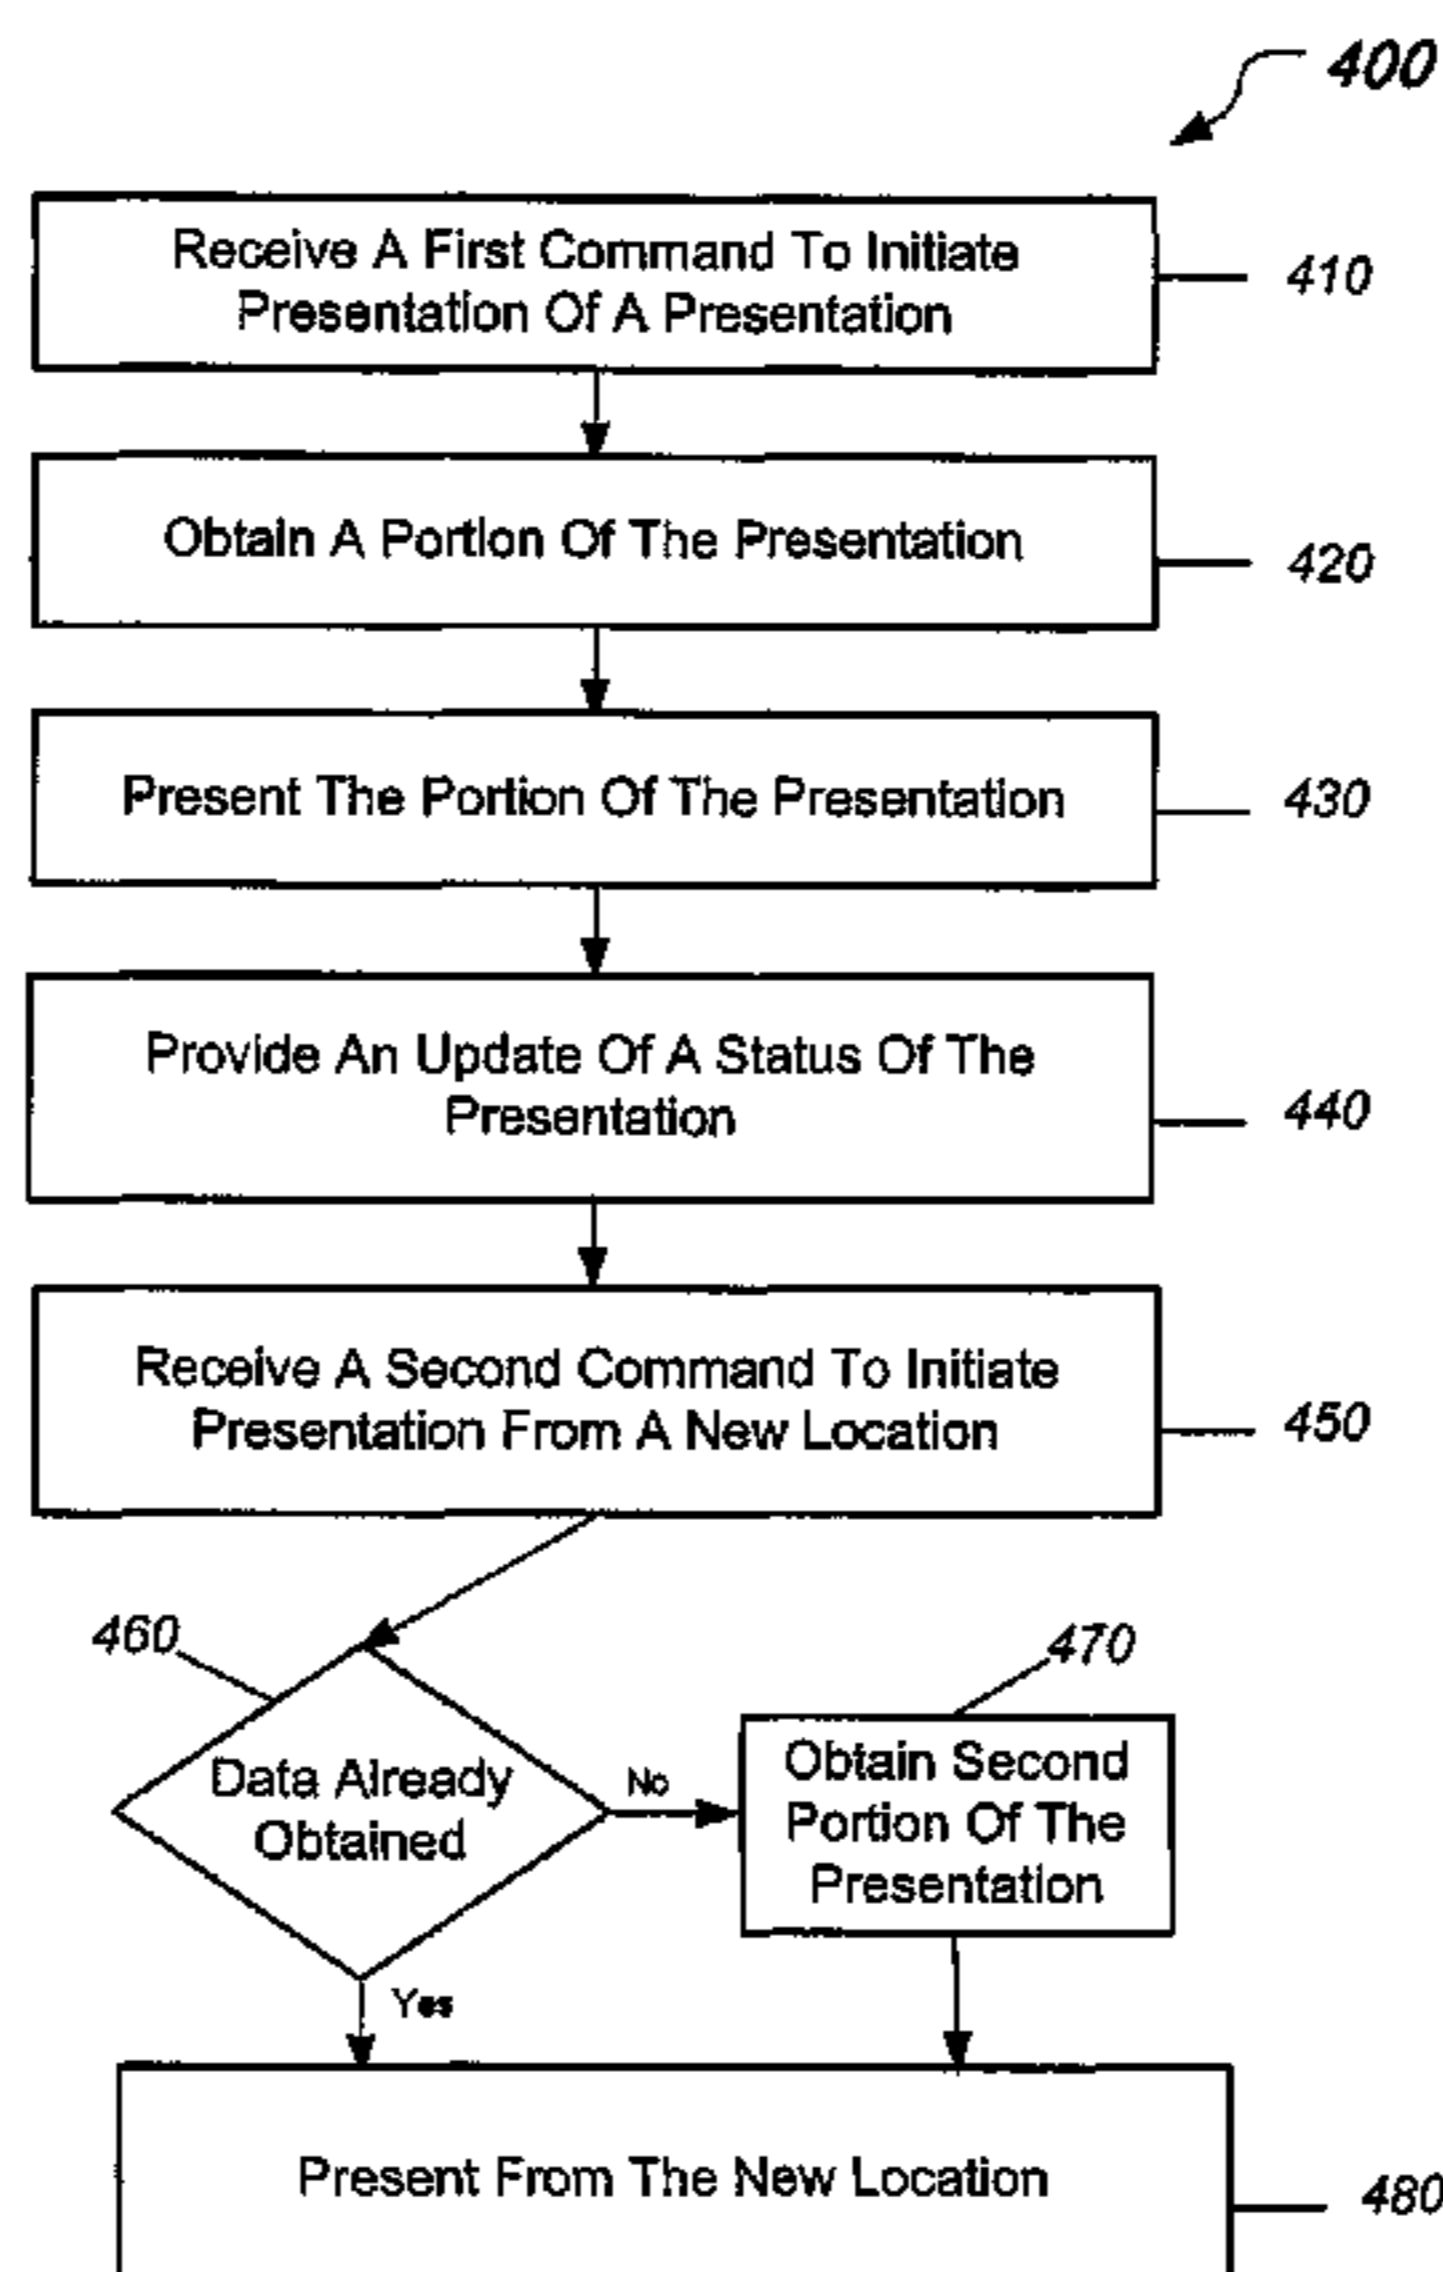 400
Receive A First Command To Initiate
Presentation Of A Presentation
410
Obtain A Portion Of The Presentation
420
Present The Portion Of The Presentation
430
Provide An Update Of A Status Of The
Presentation
440
Receive A Second Command To Initiate
Presentation From A New Location
450
460
Data Already
Obtained
No
Yes
470
Obtain Second
Portion Of The
Presentation
Present From The New Location
480